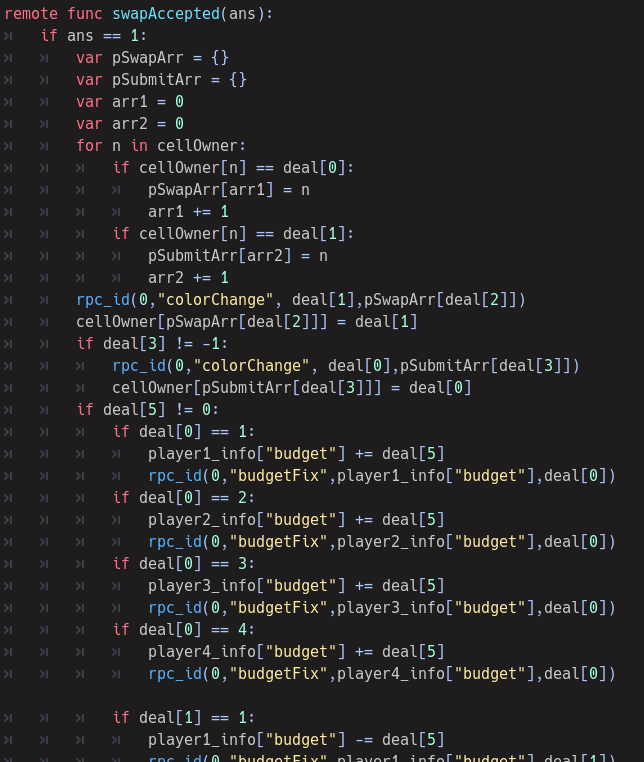 remote func swapAccepted(ans):
if ans == 1:
var pSwapArr = {}
var pSubmitArr = {}
var arr1 = 0
var arr2 = 0
for n in cellOwner:
if cellOwner[n] == deal[0]:
pSwapArr[arr1] = n
arr1 += 1
if cellOwner[n] == deal[1]:
pSubmitArr[arr2] = n
arr2 += 1
rpc_id(0,"colorChange", deal[1],pSwapArr[deal[2]])
cellOwner[pSwapArr[deal[2]]] = deal[1]
if deal[3] != -1:
rpc_id(0,"colorChange", deal[0],pSubmitArr[deal[3]])
cellOwner[pSubmitArr[deal[3]]] = deal[0]
if deal[5] != 0:
if deal[0] == 1:
player1_info["budget"] += deal[5]
rpc_id(0,"budgetFix",player1_info["budget"],deal[0])
if deal[0] == 2:
player2_info["budget"] += deal[5]
rpc_id(0,"budgetFix",player2_info["budget"],deal[0])
if deal[0] == 3:
player3_info["budget"] += deal[5]
rpc_id(0,"budgetFix",player3_info["budget"],deal[0])
if deal[0] == 4:
player4_info["budget"] += deal[5]
rpc_id(0,"budgetFix",player4_info["budget"],deal[0])
if deal[1] == 1:
player1_info["budget"] -= deal[5]
rpc_id(0,"budgetFix",player1_info["budget"],deal[1])